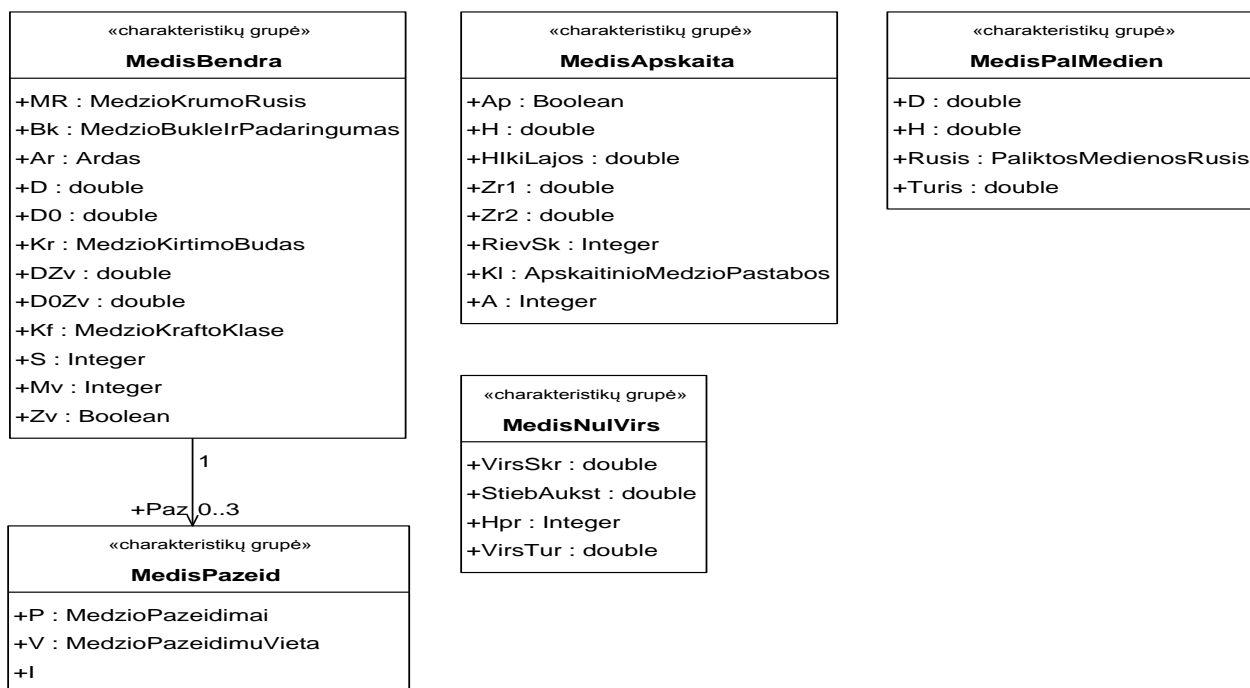 «charakteristikų grupė»
MedisBendra
+MR : MedzioKrumoRusis
+Bk : MedzioBukleIrPadaringumas
+Ar : Ardas
+D : double
+D0 : double
+Kr : MedzioKirtimoBudas
+DZv : double
+D0Zv : double
+Kf : MedzioKraftoKlase
+S : Integer
+Mv : Integer
+Zv : Boolean
1
+Paz 0..3
«charakteristikų grupė»
MedisPazeid
+P : MedzioPazeidimai
+V : MedzioPazeidimuVieta
+I
«charakteristikų grupė»
MedisApskaita
+Ap : Boolean
+H : double
+HIkiLajos : double
+Zr1 : double
+Zr2 : double
+RievSk : Integer
+Kl : ApskaitinioMedzioPastabos
+A : Integer
«charakteristikų grupė»
MedisNulVirs
+VirsSkr : double
+StiebAukst : double
+Hpr : Integer
+VirsTur : double
«charakteristikų grupė»
MedisPalMedien
+D : double
+H : double
+Rusis : PaliktosMedienosRusis
+Turis : double